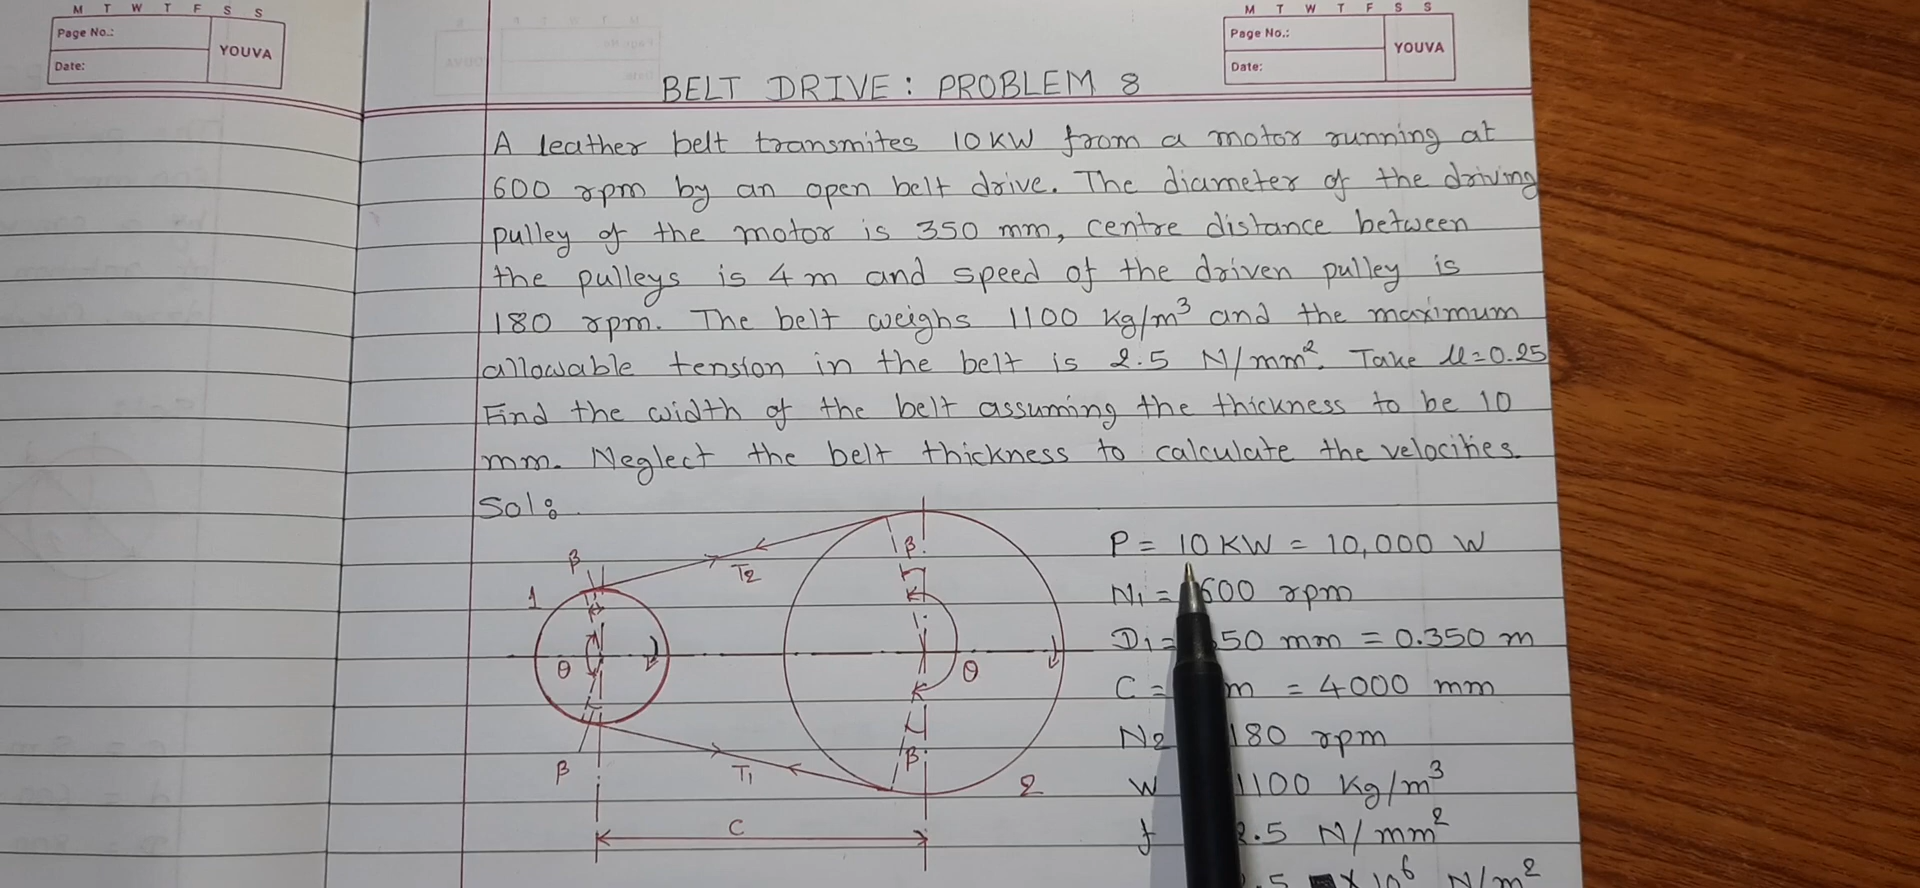 M T W T F S S
Page No.:
YOUVA
Date:
M T W T F S S
Page No.:
YOUVA
Date:
BELT DRIVE: PROBLEM 8
A leather belt transmites 10 KW from a motor running at
600 rpm by an open belt drive. The diameter of the driving
pulley of the motor is 350 mm, centre distance between
the pulleys is 4 m and speed of the driven pulley is
180 rpm. The belt weighs 1100 kg/m³ and the maximum
allowable tension in the belt is 2.5 N/mm². Take μ=0.25
Find the width of the belt assuming the thickness to be 10
mm. Neglect the belt thickness to calculate the velocities.
Sol:
β
T2
β
1
θ
θ
β
T1
β
2
C
P = 10 KW = 10,000 W
N1 = 600 rpm
D1 = 50 mm = 0.350 m
C = m = 4000 mm
N2 180 rpm
W 1100 Kg/m³
f 2.5 N/mm²
.5 ×10⁶ N/m²